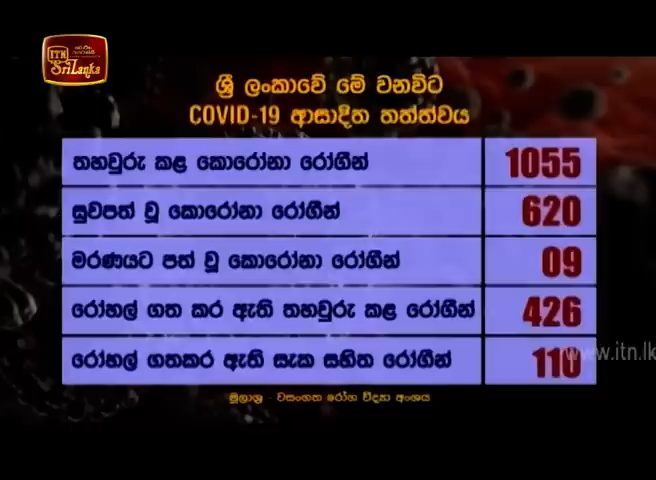 ITN
SriLanka
ශ්‍රී ලංකාවේ මේ වනවිට
COVID-19 ආසාදිත තත්ත්වය
තහවුරු කළ කොරෝනා රෝගීන් 1055
සුවපත් වූ කොරෝනා රෝගීන් 620
මරණයට පත් වූ කොරෝනා රෝගීන් 09
රෝහල් ගත කර ඇති තහවුරු කළ රෝගීන් 426
රෝහල් ගතකර ඇති සැක සහිත රෝගීන් 110
www.itn.lk
මූලාශ්‍ර - වසංගත රෝග විද්‍යා අංශය